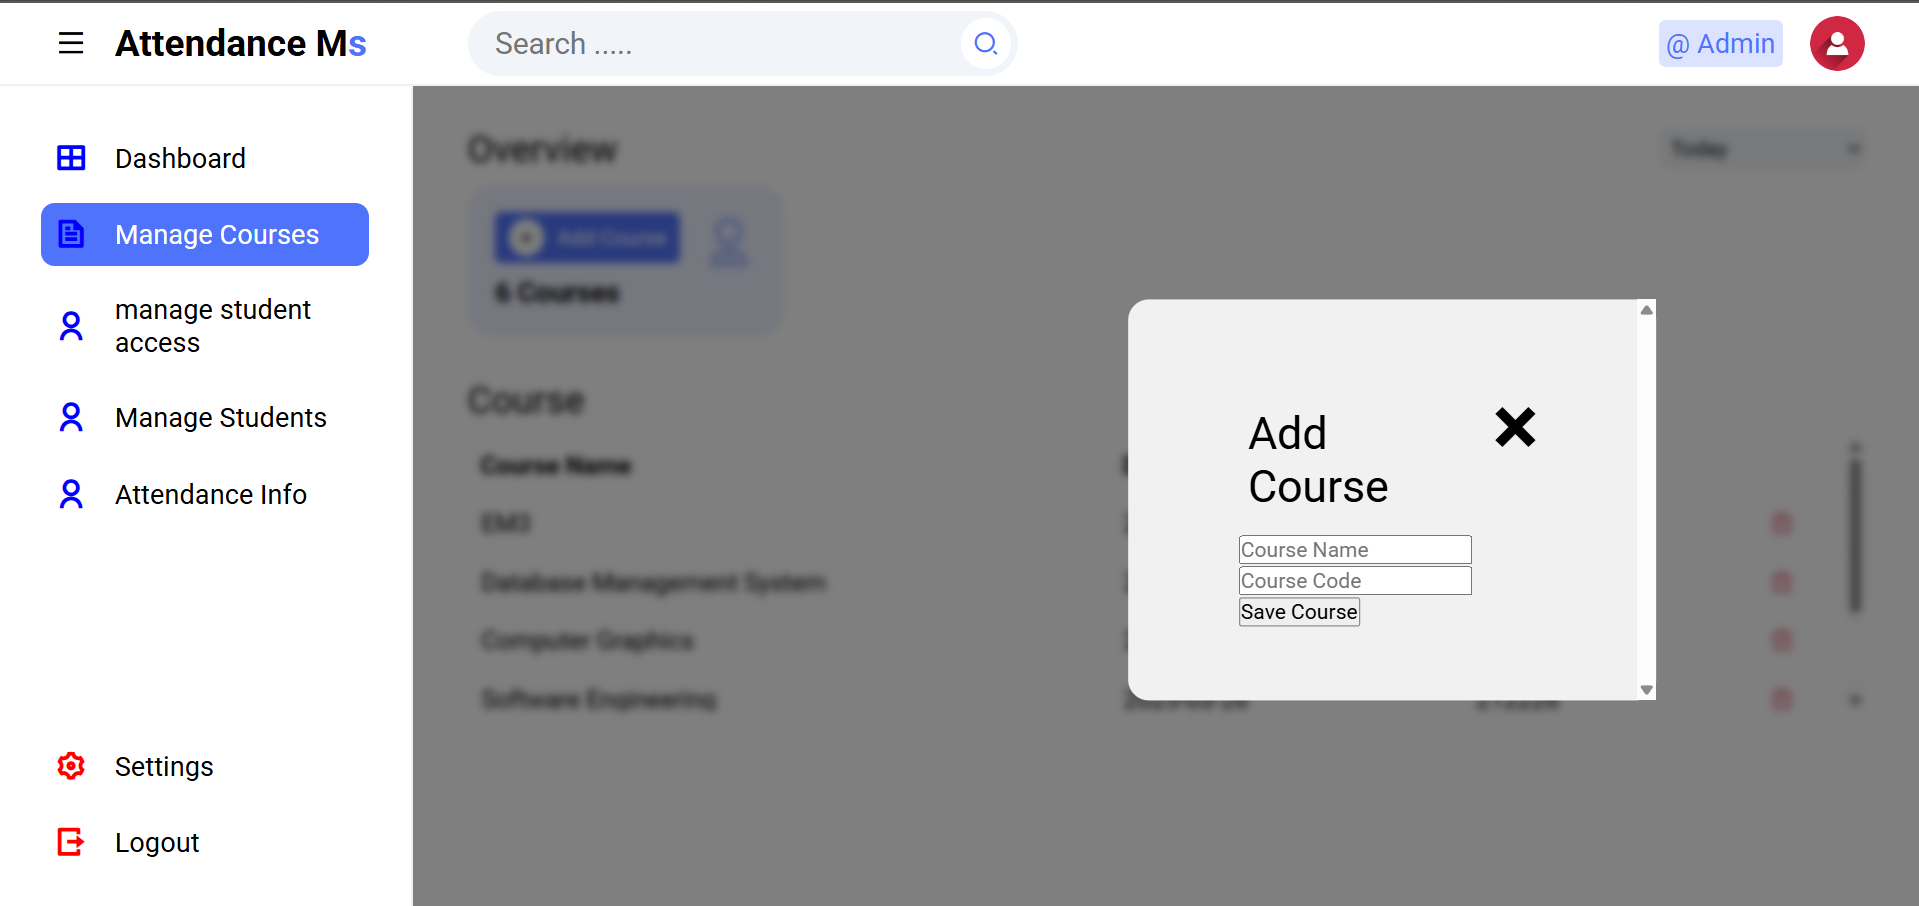 Attendance Ms
Search .....
@ Admin
Dashboard
Manage Courses
manage student
access
Manage Students
Attendance Info
Settings
Logout
Overview
Today
Add Course
6 Courses
Course
Course Name
EM3
Database Management System
Computer Graphics
Software Engineering
Add
Course
Course Name
Course Code
Save Course